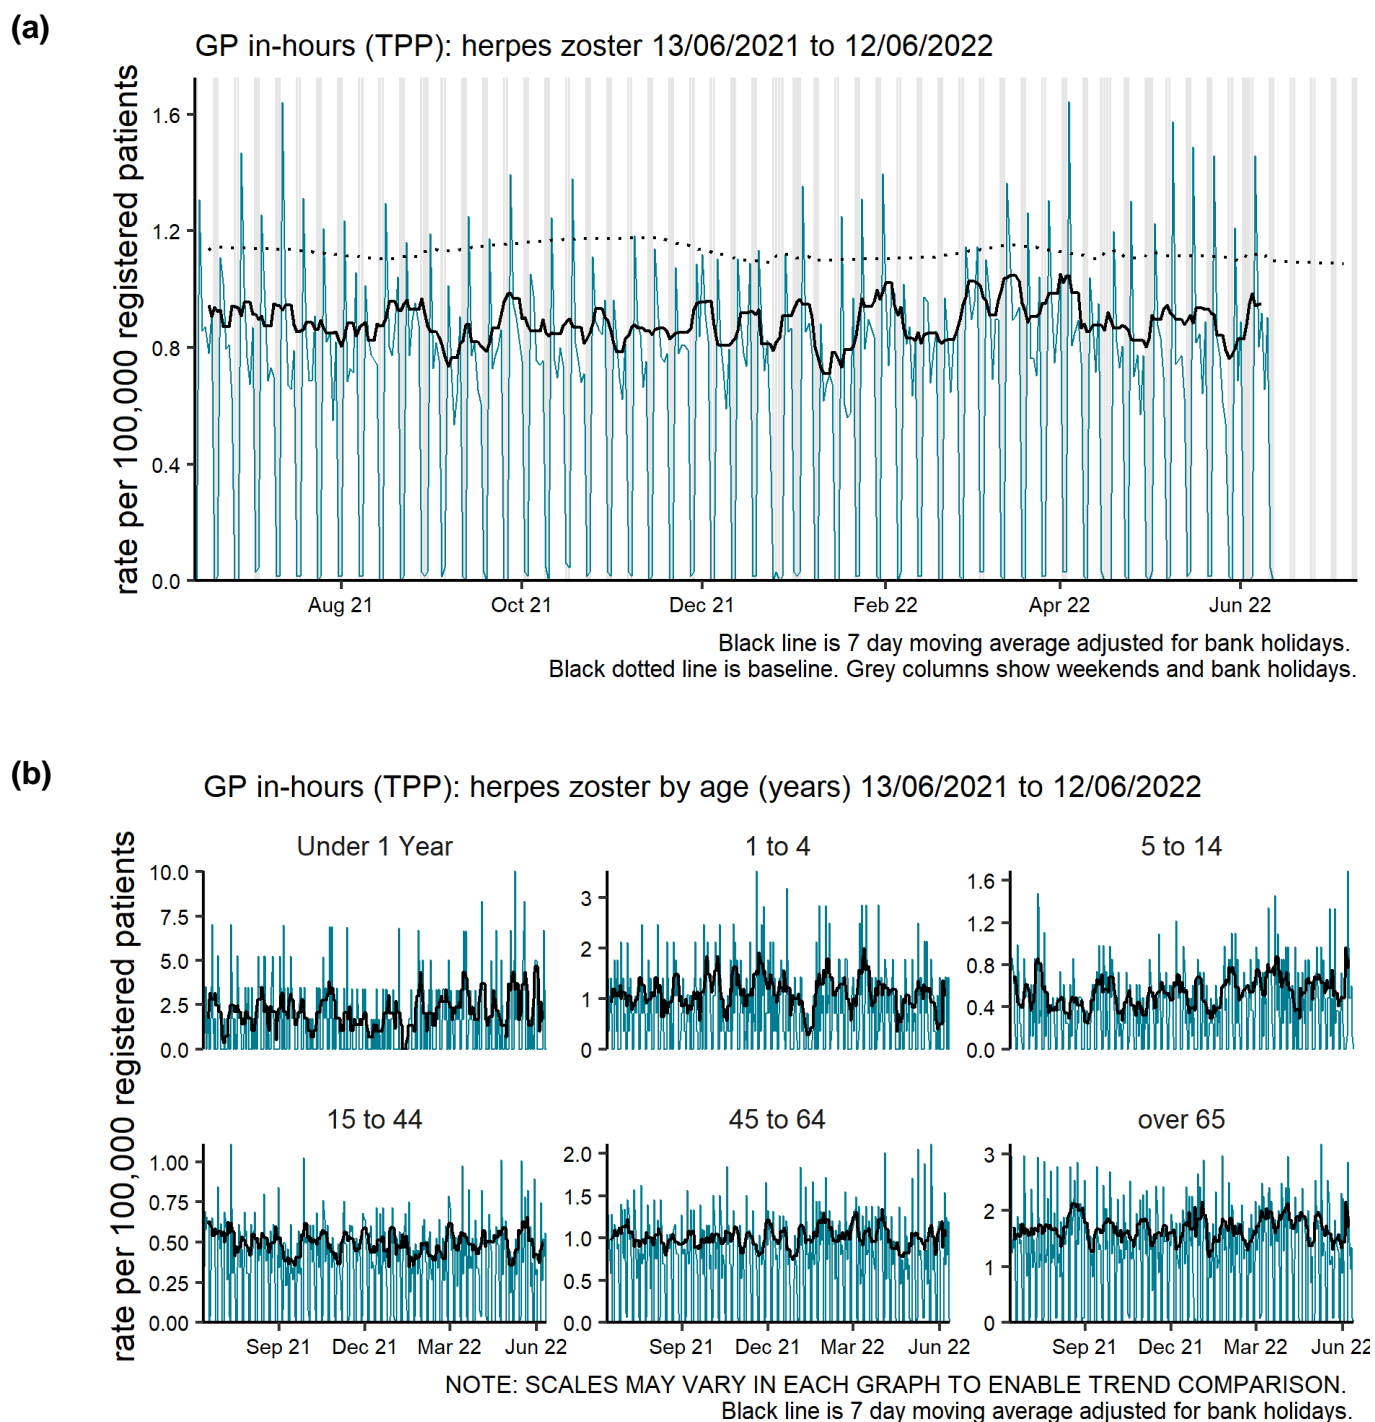 (a)
GP in-hours (TPP): herpes zoster 13/06/2021 to 12/06/2022
rate per 100,000 registered patients
1.6
1.2
0.8
0.4
0.0
Aug 21 Oct 21 Dec 21 Feb 22 Apr 22 Jun 22
Black line is 7 day moving average adjusted for bank holidays.
Black dotted line is baseline. Grey columns show weekends and bank holidays.
(b)
GP in-hours (TPP): herpes zoster by age (years) 13/06/2021 to 12/06/2022
rate per 100,000 registered patients
Under 1 Year
10.0
7.5
5.0
2.5
0.0
1 to 4
3
2
1
0
5 to 14
1.6
1.2
0.8
0.4
0.0
15 to 44
1.00
0.75
0.50
0.25
0.00
Sep 21 Dec 21 Mar 22 Jun 22
45 to 64
2.0
1.5
1.0
0.5
0.0
Sep 21 Dec 21 Mar 22 Jun 22
over 65
3
2
1
0
Sep 21 Dec 21 Mar 22 Jun 22
NOTE: SCALES MAY VARY IN EACH GRAPH TO ENABLE TREND COMPARISON.
Black line is 7 day moving average adjusted for bank holidays.